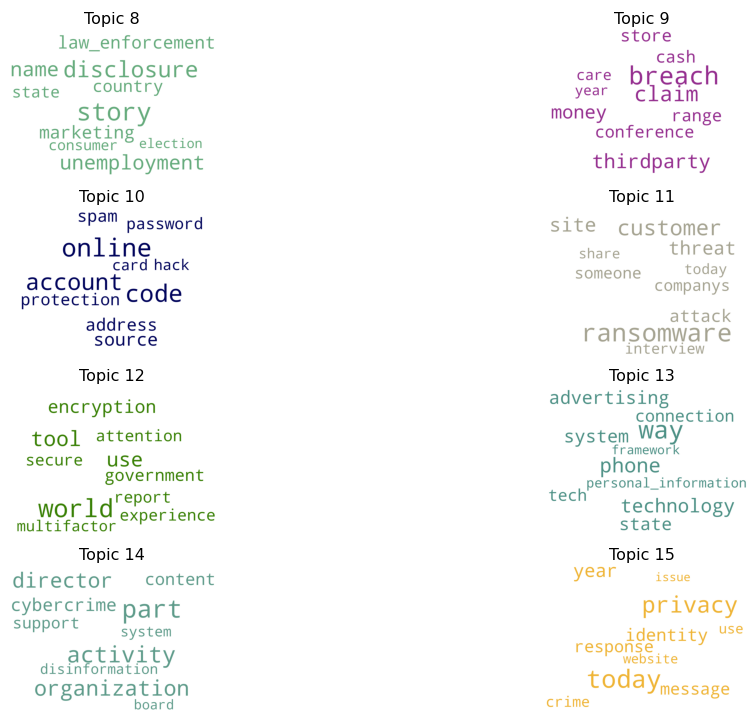 Topic 8
law_enforcement
name disclosure
state country
story
marketing
consumer election
unemployment
Topic 9
store
cash
care breach
year claim
money range
conference
thirdparty
Topic 10
spam password
online
card hack
account code
protection
address
source
Topic 11
site customer
share threat
someone today
companys
attack
ransomware
interview
Topic 12
encryption
tool attention
secure use
government
world report
multifactor experience
Topic 13
advertising
connection
system way
framework
phone
personal_information
tech technology
state
Topic 14
director content
cybercrime part
support system
activity
disinformation
organization
board
Topic 15
year issue
privacy
identity use
response
website
today message
crime